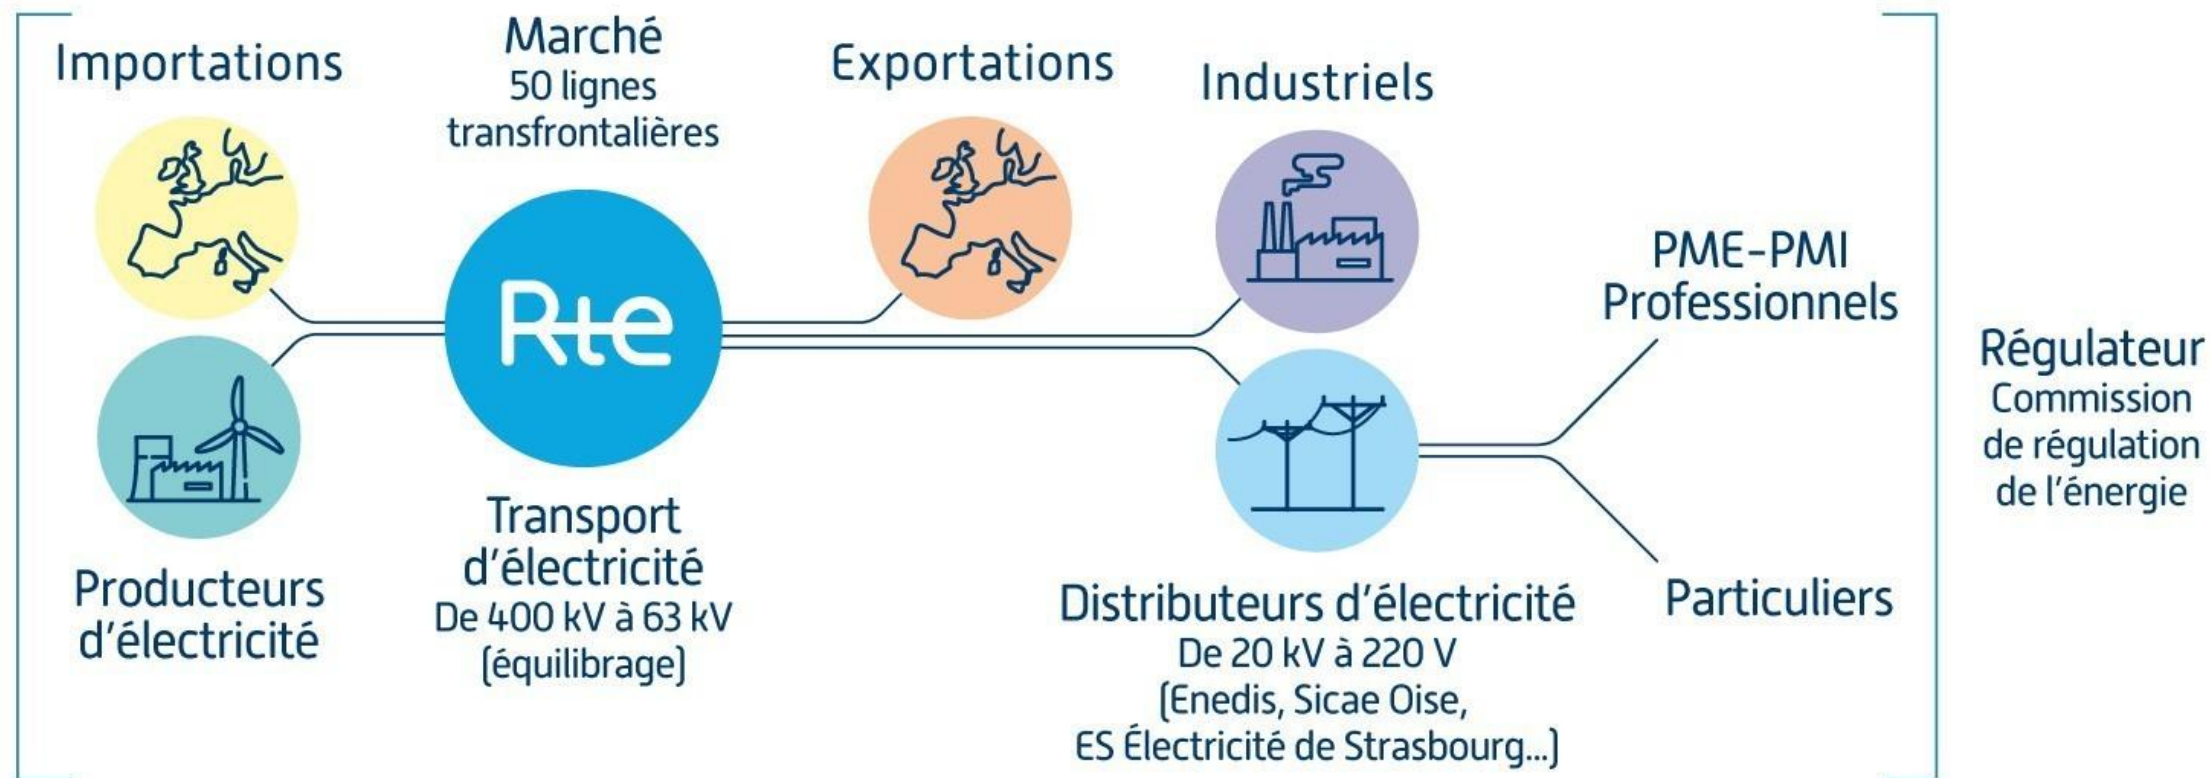 Importations
Marché
50 lignes
transfrontalières
Exportations
Industriels
Rte
Producteurs
d'électricité
Transport
d'électricité
De 400 kV à 63 kV
(équilibrage)
Distributeurs d'électricité
De 20 kV à 220 V
(Enedis, Sicae Oise,
ES Électricité de Strasbourg...)
PME-PMI
Professionnels
Particuliers
Régulateur
Commission
de régulation
de l'énergie